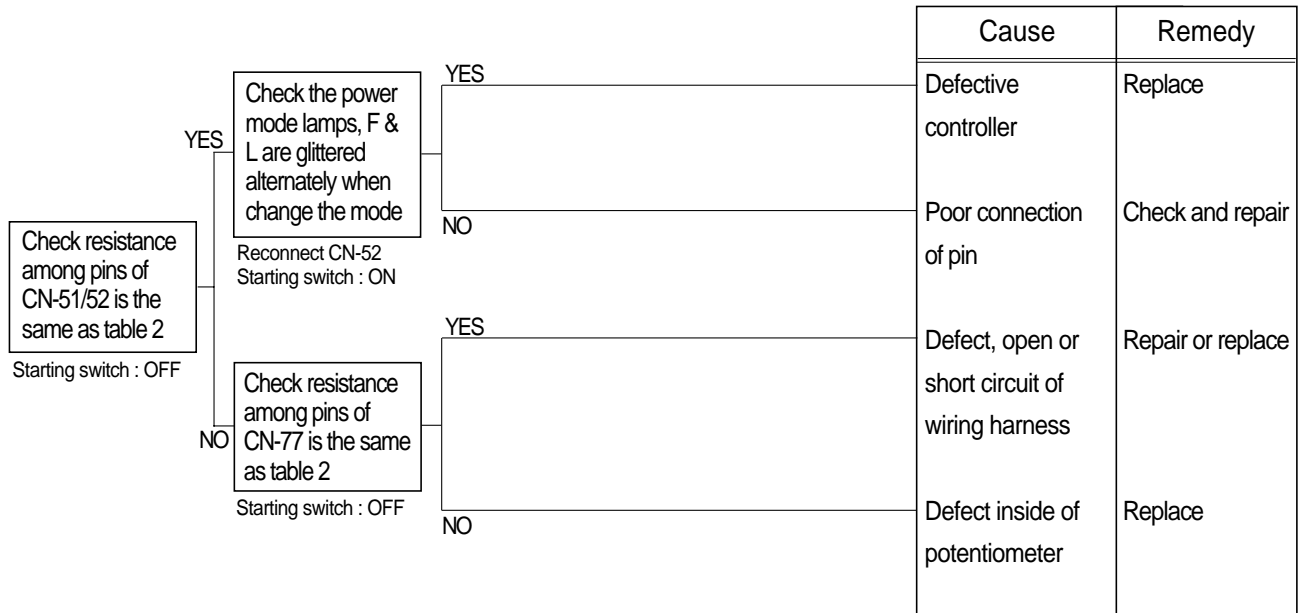 Cause
Remedy
YES
Check the power
mode lamps, F &
L are glittered
alternately when
change the mode
Defective
controller
Replace
YES
NO
Poor connection
of pin
Check and repair
Reconnect CN-52
Starting switch : ON
Check resistance
among pins of
CN-51/52 is the
same as table 2
Starting switch : OFF
YES
Defect, open or
short circuit of
wiring harness
Repair or replace
NO
Check resistance
among pins of
CN-77 is the same
as table 2
Starting switch : OFF
NO
Defect inside of
potentiometer
Replace